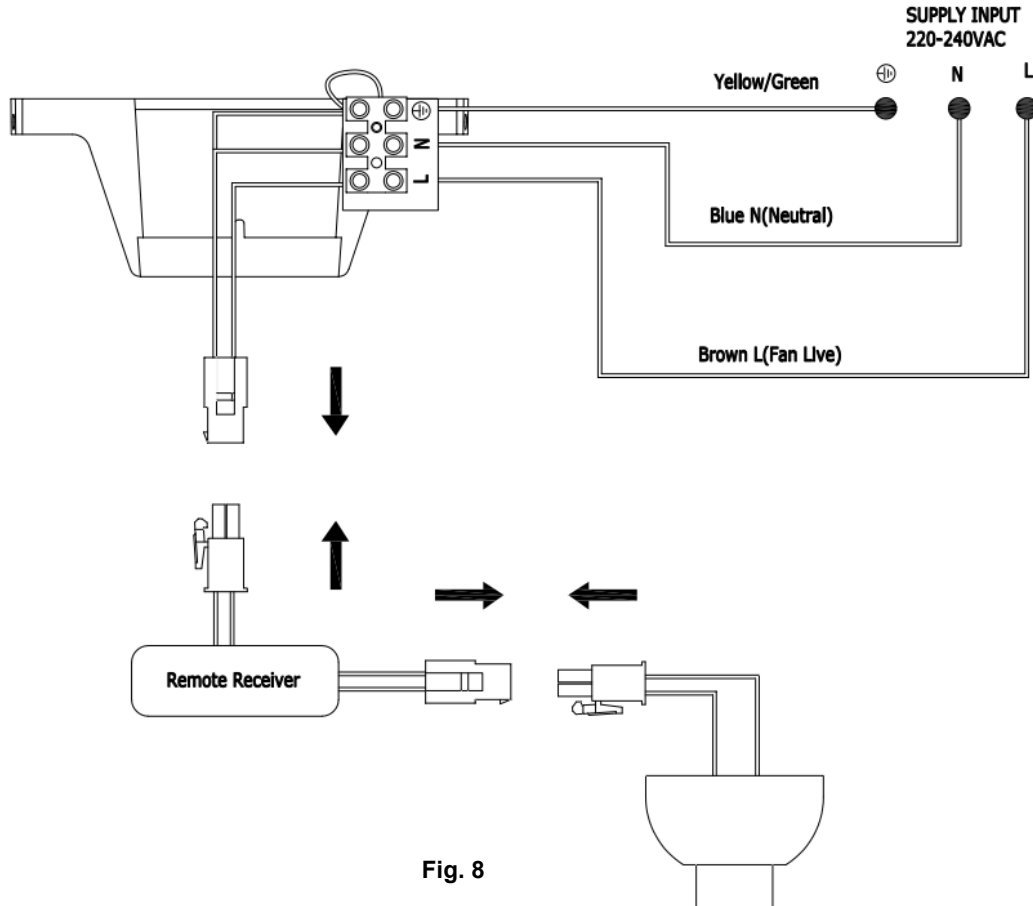 SUPPLY INPUT
220-240VAC
Yellow/Green
N
L
N
L
Blue N(Neutral)
Brown L(Fan Live)
Remote Receiver
Fig. 8